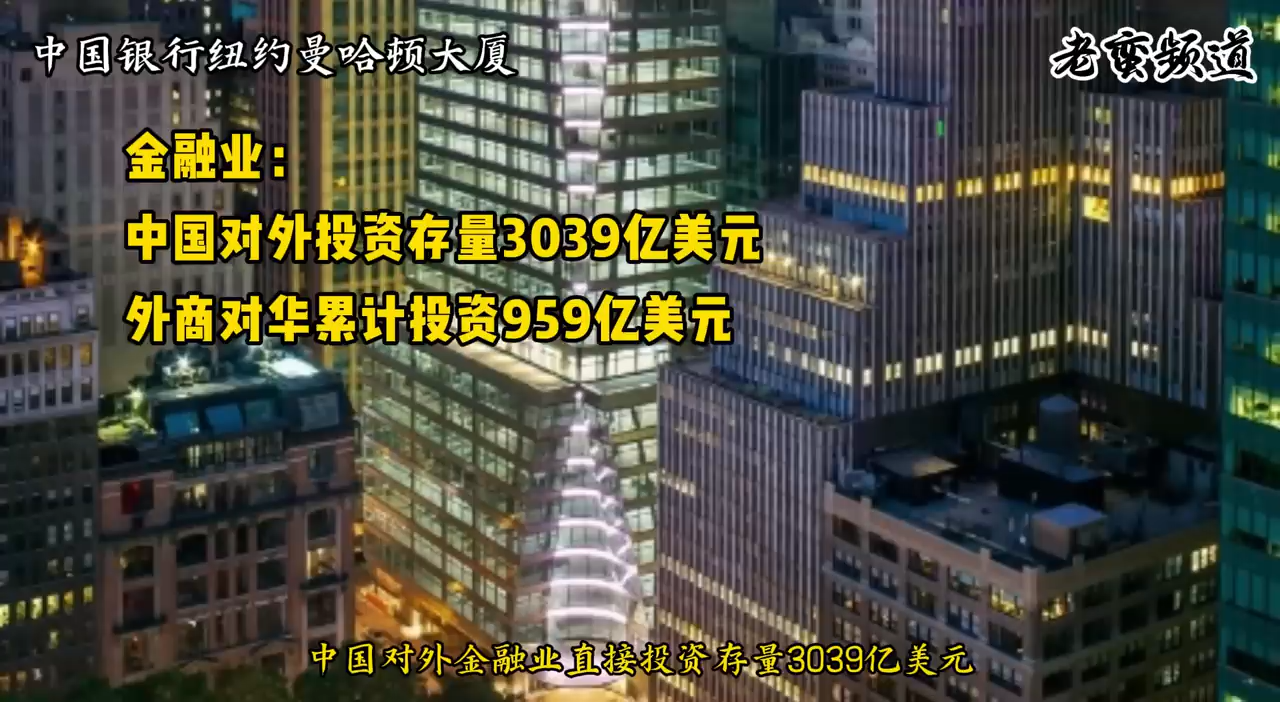 中国银行纽约曼哈顿大厦
老蛮频道
金融业：
中国对外投资存量3039亿美元
外商对华累计投资959亿美元
中国对外金融业直接投资存量3039亿美元